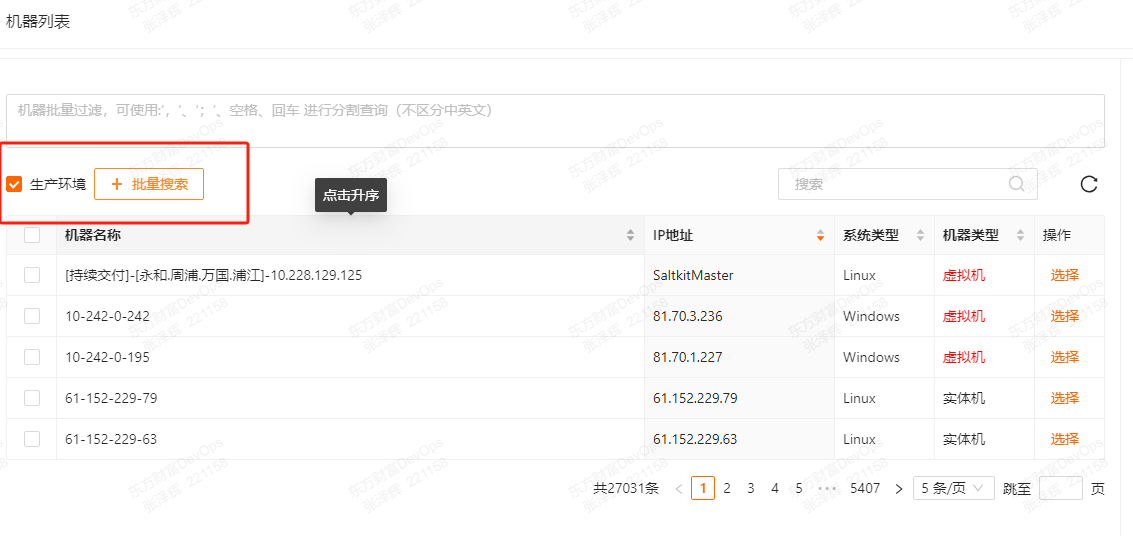 机器列表
机器批量过滤，可使用:'，'、'；'、空格、回车 进行分割查询（不区分中英文）
生产环境 + 批量搜索 点击升序 搜索
机器名称 IP地址 系统类型 机器类型 操作
[持续交付]-[永和.周浦.万国.浦江]-10.228.129.125 SaltkitMaster Linux 虚拟机 选择
10-242-0-242 81.70.3.236 Windows 虚拟机 选择
10-242-0-195 81.70.1.227 Windows 虚拟机 选择
61-152-229-79 61.152.229.79 Linux 实体机 选择
61-152-229-63 61.152.229.63 Linux 实体机 选择
共27031条 < 1 2 3 4 5 ••• 5407 > 5 条/页 跳至 页
东方财富DevOps
张泽辉 221158